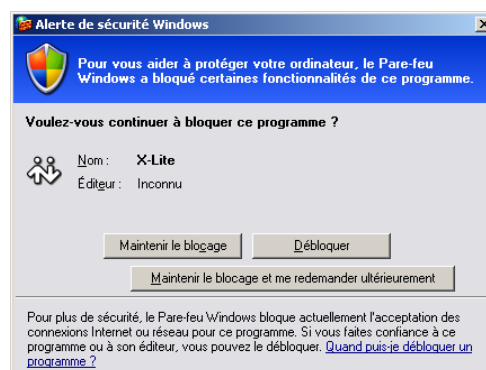 Alerte de sécurité Windows
Pour vous aider à protéger votre ordinateur, le Pare-feu
Windows a bloqué certaines fonctionnalités de ce programme.
Voulez-vous continuer à bloquer ce programme ?
Nom : X-Lite
Éditeur : Inconnu
Maintenir le blocage Débloquer
Maintenir le blocage et me redemander ultérieurement
Pour plus de sécurité, le Pare-feu Windows bloque actuellement l'acceptation des
connexions Internet ou réseau pour ce programme. Si vous faites confiance à ce
programme ou à son éditeur, vous pouvez le débloquer. Quand puis-je débloquer un
programme ?